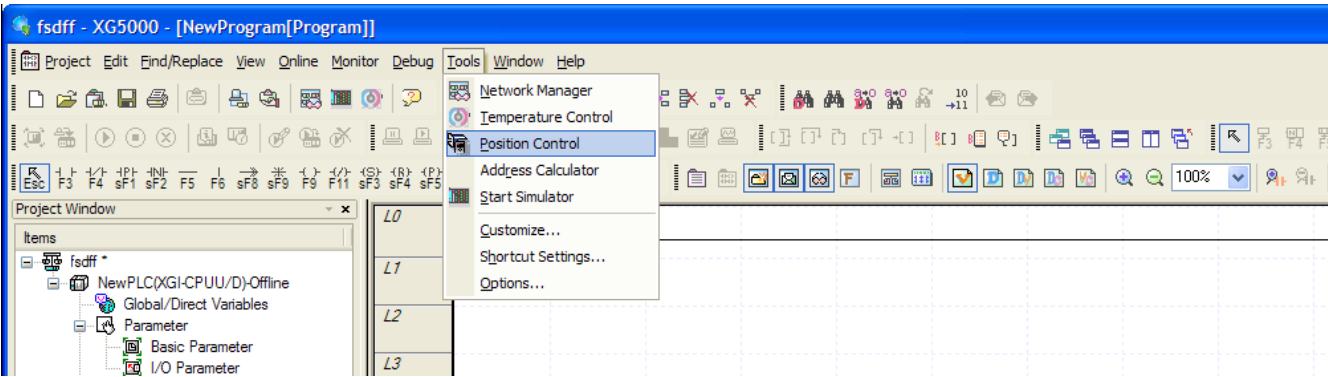 fsdff - XG5000 - [NewProgram[Program]]
Project Edit Find/Replace View Online Monitor Debug Tools Window Help
Network Manager
Temperature Control
Position Control
Address Calculator
Start Simulator
Customize...
Shortcut Settings...
Options...
Esc F3 F4 sF1 sF2 F5 F6 sF8 sF9 F9 F11 sF3 sF4 sF5
F3 F4
100%
Project Window
Items
fsdff *
NewPLC(XGI-CPUU/D)-Offline
Global/Direct Variables
Parameter
Basic Parameter
I/O Parameter
L0
L1
L2
L3